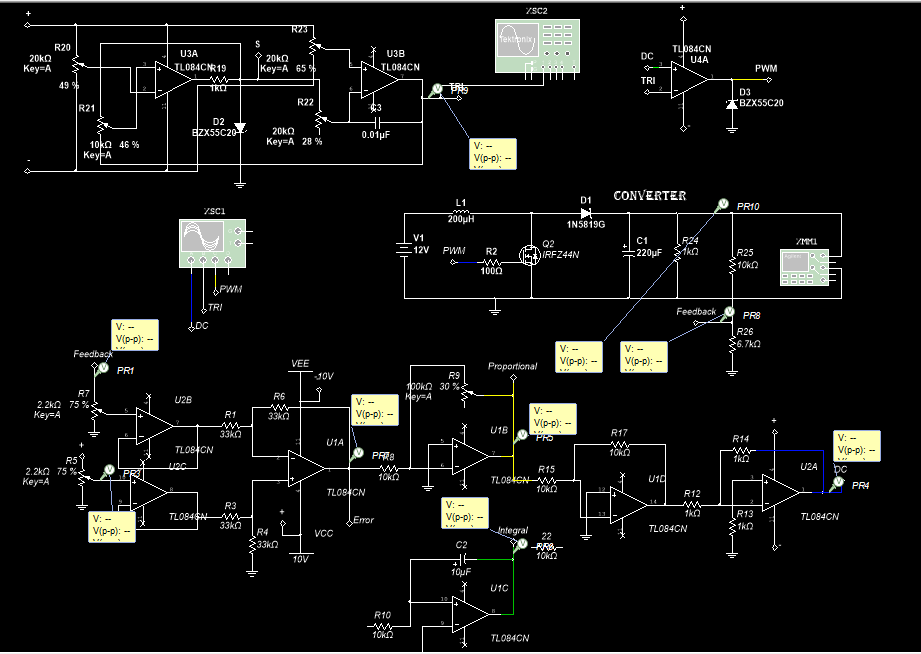 +
R20
20kΩ
Key=A
49 %
R21
10kΩ
Key=A
46 %
-
U3A
TL084CN
3
2
4
11
1
R19
1kΩ
D2
BZX55C20
S
20kΩ
Key=A
R23
65 %
R22
20kΩ
Key=A
28 %
U3B
TL084CN
C3
0.01µF
V: --
V(p-p): --
XSC2
Tektronix
+
DC
TRI
TL084CN
U4A
PWM
D3
BZX55C20
-
XSC1
PWM
TRI
DC
CONVERTER
L1
200µH
D1
1N5819G
PR10
V1
12V
PWM
R2
100Ω
Q2
IRFZ44N
C1
220µF
R24
1kΩ
R25
10kΩ
XMM1
Agilent
Feedback
PR8
R26
6.7kΩ
V: --
V(p-p): --
V: --
V(p-p): --
V: --
V(p-p): --
Feedback
PR1
R7
75 %
2.2kΩ
Key=A
U2B
TL084CN
+
R5
75 %
2.2kΩ
Key=A
U2C
TL084CN
V: --
V(p-p): --
R1
33kΩ
R6
33kΩ
R3
33kΩ
R4
33kΩ
VEE
-10V
U1A
TL084CN
VCC
10V
Error
V: --
V(p-p): --
R8
10kΩ
R9
100kΩ
30 %
Key=A
Proportional
U1B
TL084CN
V: --
V(p-p): --
PR5
R15
10kΩ
R17
10kΩ
U1D
TL084CN
R12
1kΩ
R14
1kΩ
R13
1kΩ
U2A
TL084CN
V: --
V(p-p): --
DC
PR4
V: --
V(p-p): --
Integral
22
10kΩ
C2
10µF
U1C
TL084CN
R10
10kΩ